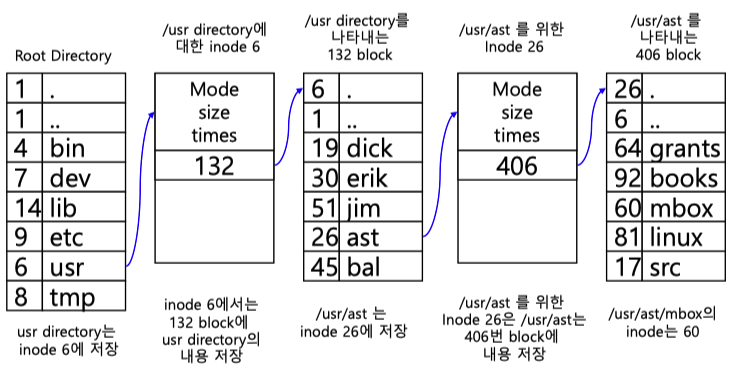 Root Directory
1 .
1 ..
4 bin
7 dev
14 lib
9 etc
6 usr
8 tmp
usr directory는
inode 6에 저장
/usr directory에
대한 inode 6
Mode
size
times
132
inode 6에서는
132 block에
usr directory의
내용 저장
/usr directory를
나타내는
132 block
6 .
1 ..
19 dick
30 erik
51 jim
26 ast
45 bal
/usr/ast 는
inode 26에 저장
/usr/ast 를 위한
Inode 26
Mode
size
times
406
/usr/ast 를 위한
Inode 26은 /usr/ast는
406번 block에
내용 저장
/usr/ast 를
나타내는
406 block
26 .
6 ..
64 grants
92 books
60 mbox
81 linux
17 src
/usr/ast/mbox의
inode는 60